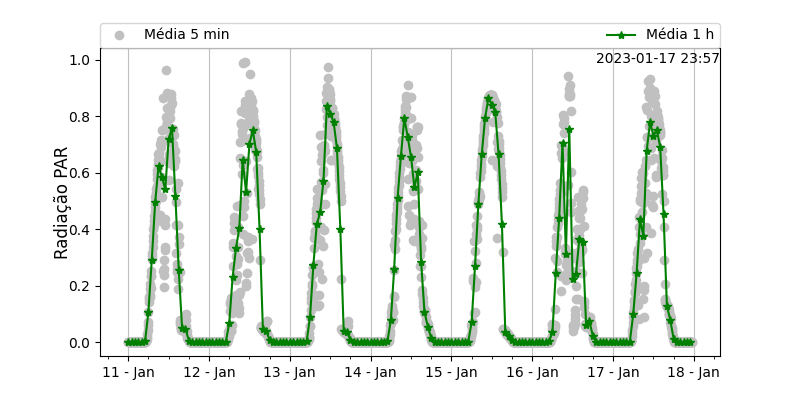 Média 5 min
Média 1 h
2023-01-17 23:57
Radiação PAR
1.0
0.8
0.6
0.4
0.2
0.0
11 - Jan
12 - Jan
13 - Jan
14 - Jan
15 - Jan
16 - Jan
17 - Jan
18 - Jan